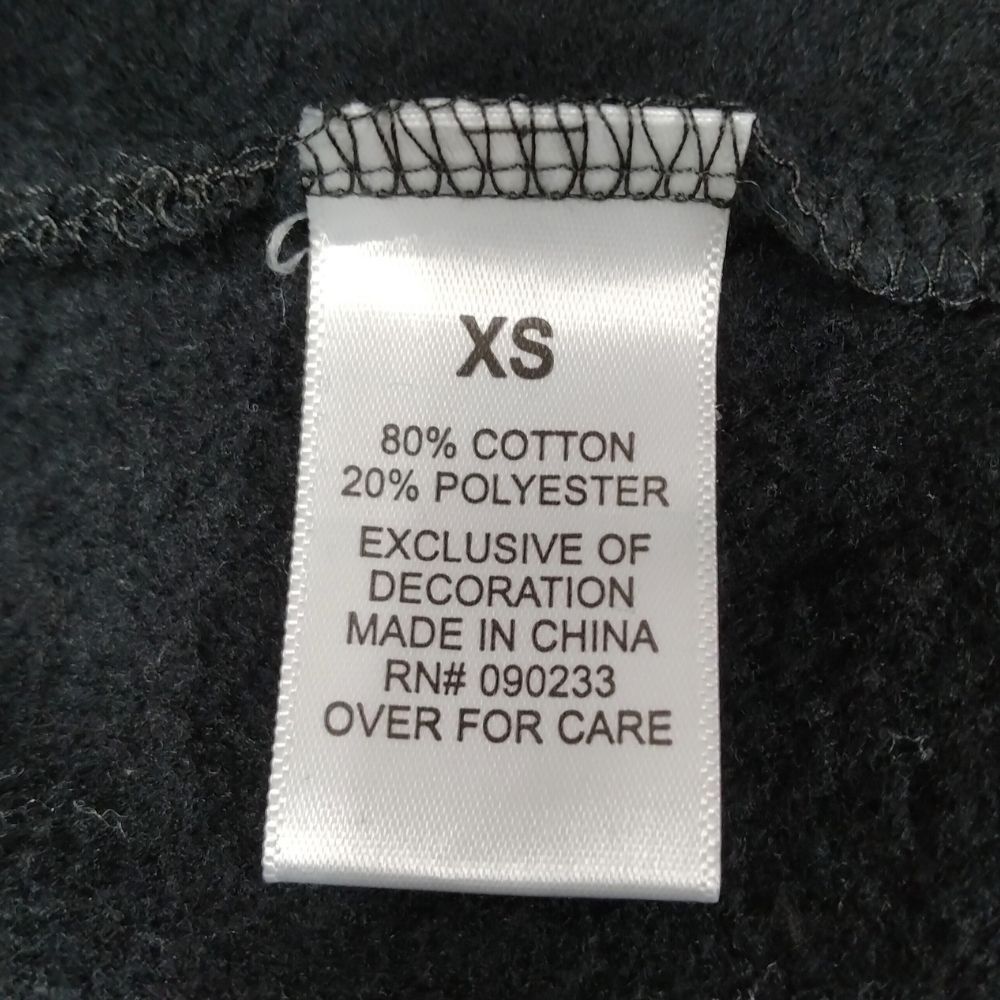 XS
80% COTTON
20% POLYESTER
EXCLUSIVE OF
DECORATION
MADE IN CHINA
RN# 090233
OVER FOR CARE